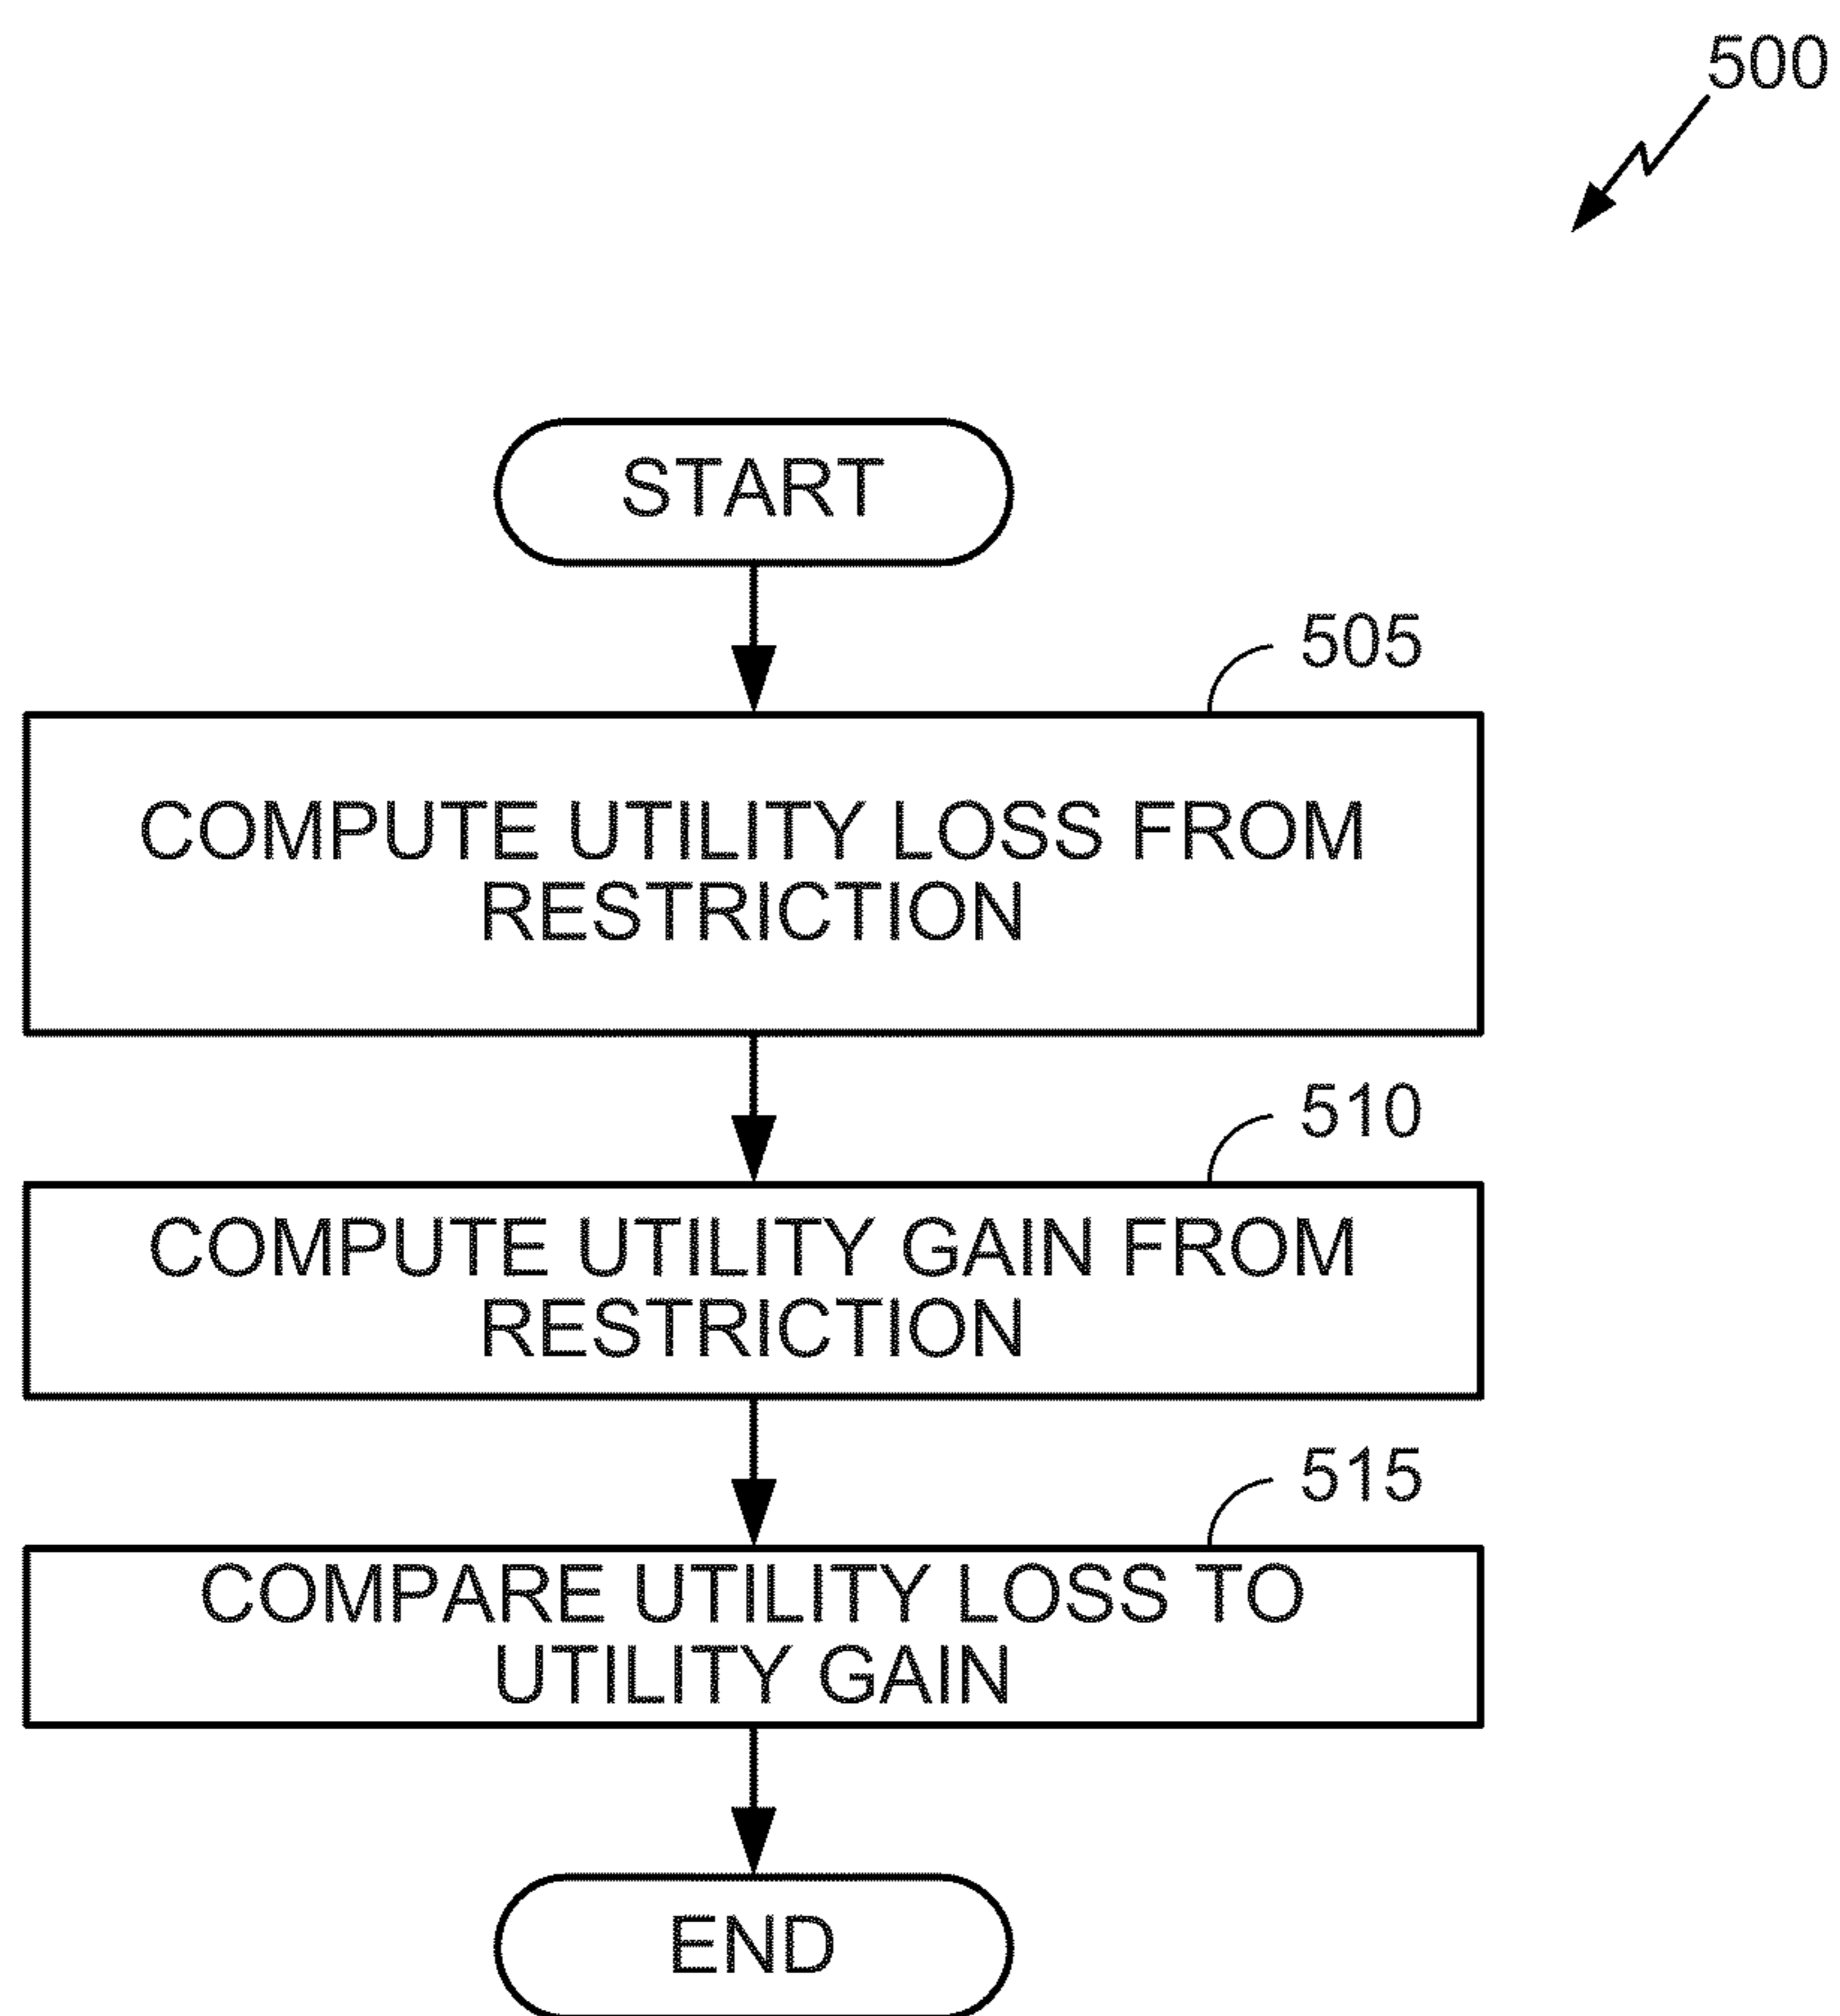 500
START
505
COMPUTE UTILITY LOSS FROM
RESTRICTION
510
COMPUTE UTILITY GAIN FROM
RESTRICTION
515
COMPARE UTILITY LOSS TO
UTILITY GAIN
END